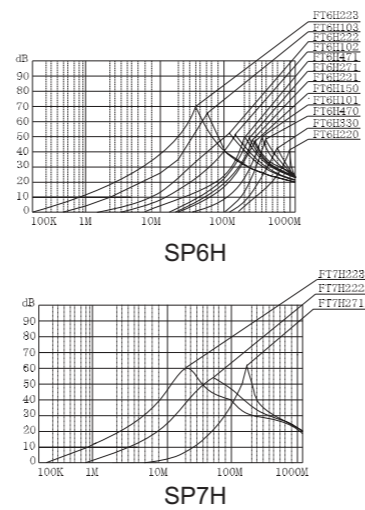 FT6H223
FT6H103
FT6H222
FT6H102
FT6H471
FT6H271
FT6H221
FT6H150
FT6H101
FT6H470
FT6H330
FT6H220
dB
90
80
70
60
50
40
30
20
10
0
100K 1M 10M 100M 1000M
SP6H
FT7H223
FT7H222
FT7H271
dB
90
80
70
60
50
40
30
20
10
0
100K 1M 10M 100M 1000M
SP7H